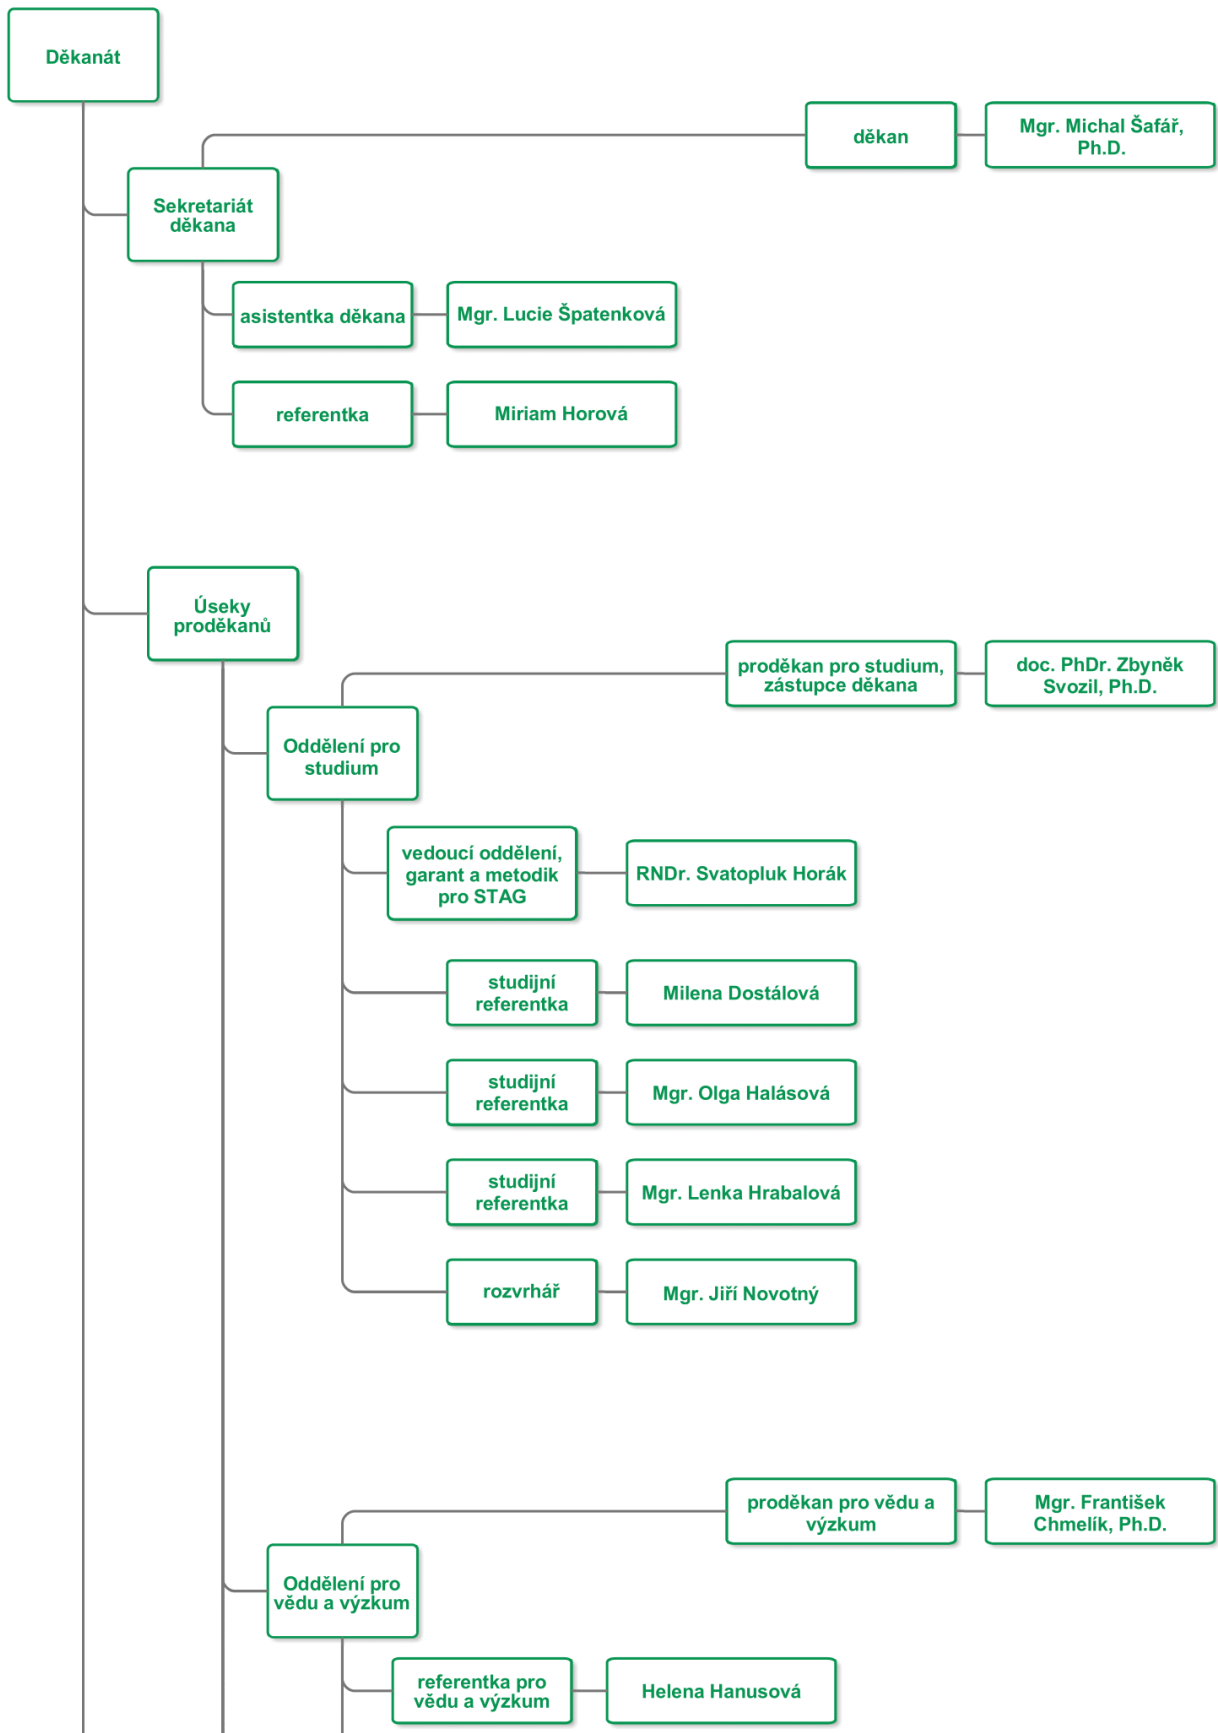 Děkanát
děkan
Mgr. Michal Šafář,
Ph.D.
Sekretariát
děkana
asistentka děkana
Mgr. Lucie Špatenková
referentka
Miriam Horová
Úseky
proděkanů
proděkan pro studium,
zástupce děkana
doc. PhDr. Zbyněk
Svozil, Ph.D.
Oddělení pro
studium
vedoucí oddělení,
garant a metodik
pro STAG
RNDr. Svatopluk Horák
studijní
referentka
Milena Dostálová
studijní
referentka
Mgr. Olga Halásová
studijní
referentka
Mgr. Lenka Hrabalová
rozvrhář
Mgr. Jiří Novotný
proděkan pro vědu a
výzkum
Mgr. František
Chmelík, Ph.D.
Oddělení pro
vědu a výzkum
referentka pro
vědu a výzkum
Helena Hanusová